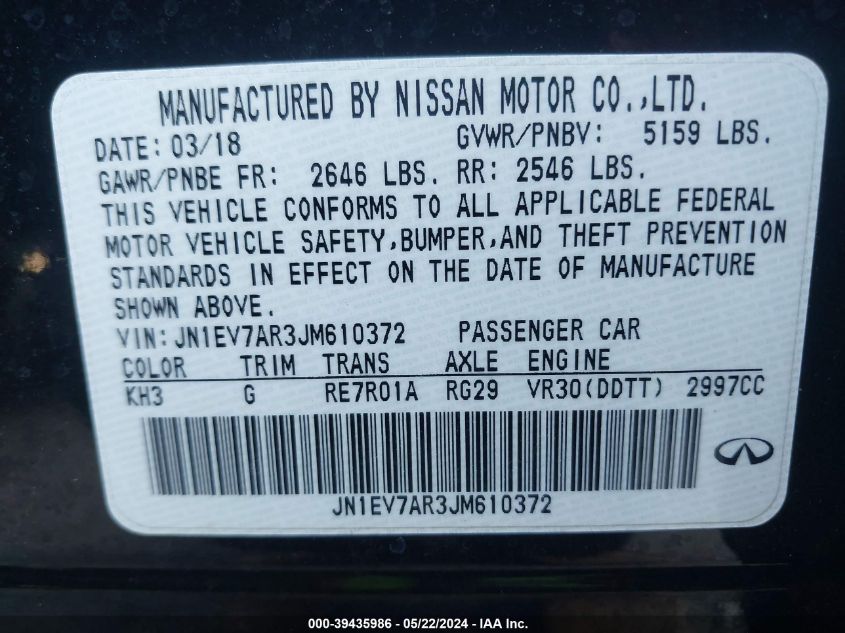 MANUFACTURED BY NISSAN MOTOR CO.,LTD.
DATE: 03/18 GVWR/PNBV: 5159 LBS.
GAWR/PNBE FR: 2646 LBS. RR: 2546 LBS.
THIS VEHICLE CONFORMS TO ALL APPLICABLE FEDERAL
MOTOR VEHICLE SAFETY,BUMPER,AND THEFT PREVENTION
STANDARDS IN EFFECT ON THE DATE OF MANUFACTURE
SHOWN ABOVE.
VIN: JN1EV7AR3JM610372 PASSENGER CAR
COLOR TRIM TRANS AXLE ENGINE
KH3 G RE7R01A RG29 VR30(DDTT) 2997CC
JN1EV7AR3JM610372
000-39435986 - 05/22/2024 - IAA Inc.